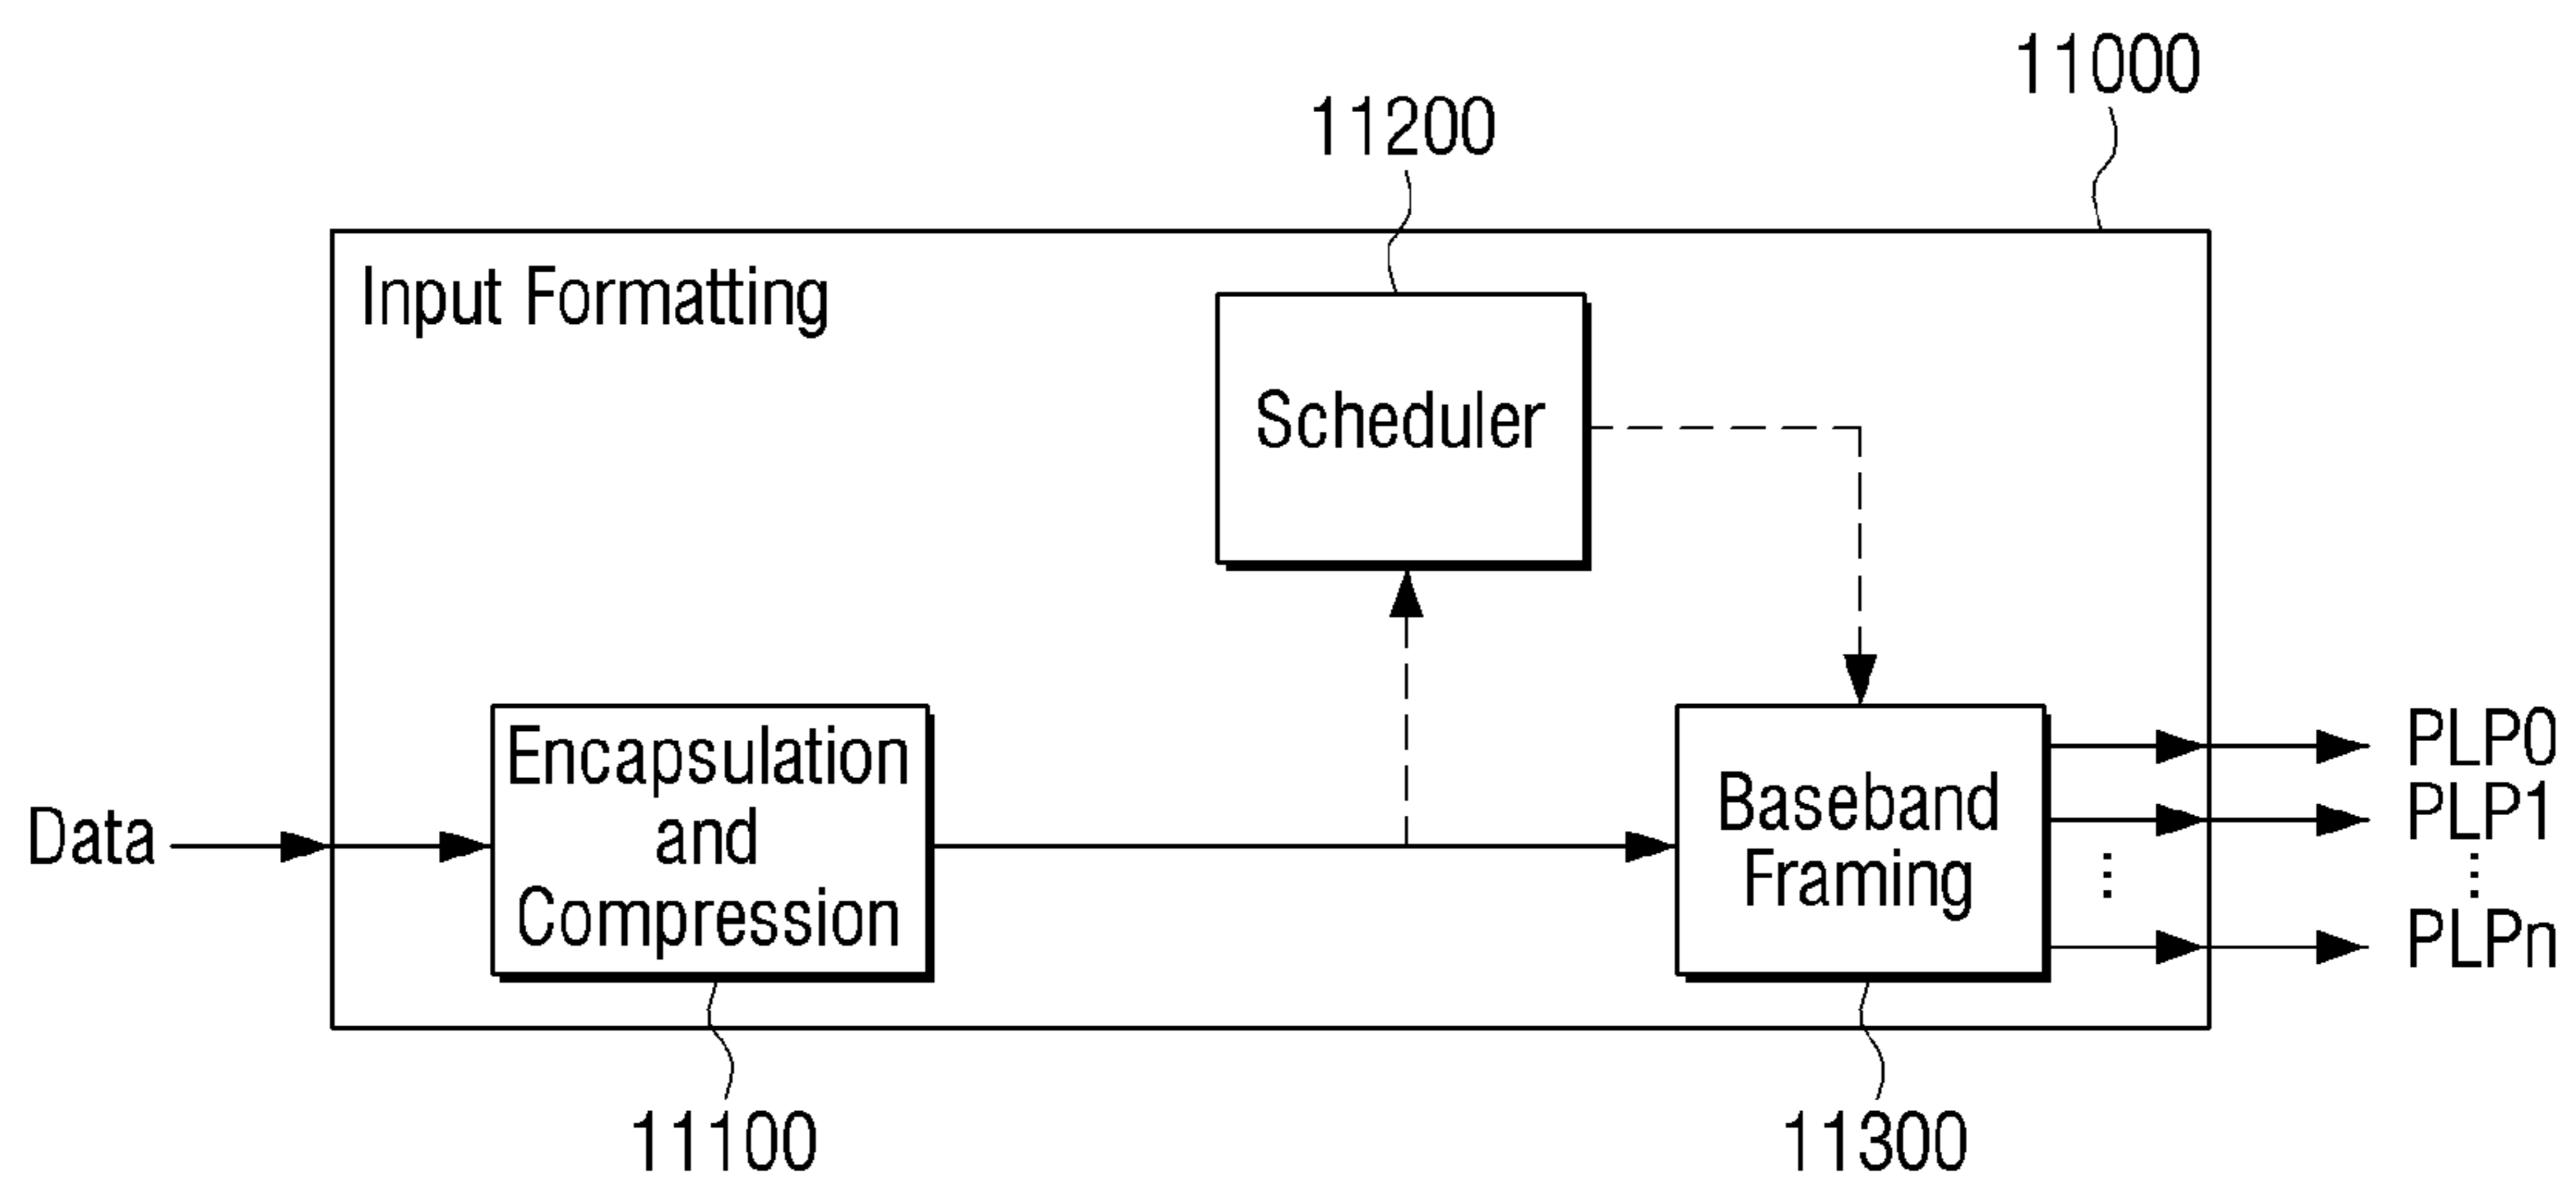 11000
11200
Input Formatting
Scheduler
Encapsulation
and
Compression
Data
Baseband
Framing
PLP0
PLP1
PLPn
11100
11300